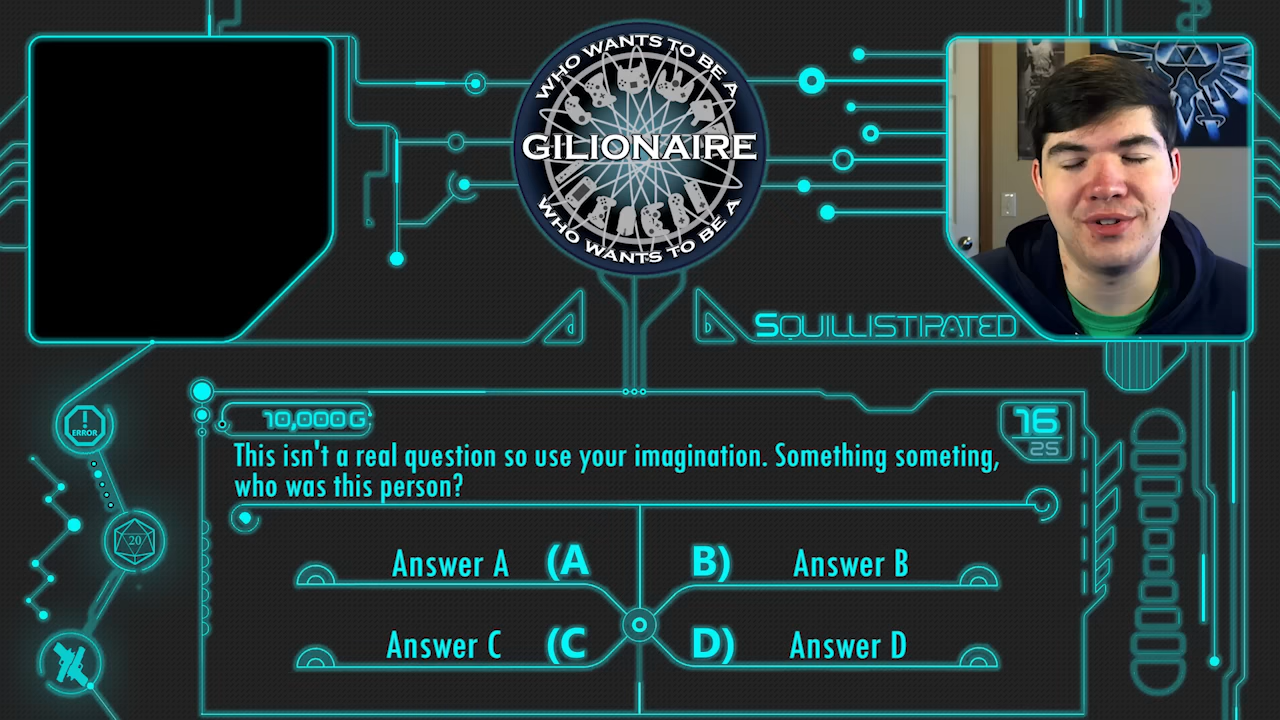 WHO WANTS TO BE A
GILIONAIRE
WHO WANTS TO BE A
SQUILLISTIPATED
ERROR
10,000G
16
25
This isn't a real question so use your imagination. Something someting,
who was this person?
20
Answer A (A
B) Answer B
Answer C (C
D) Answer D